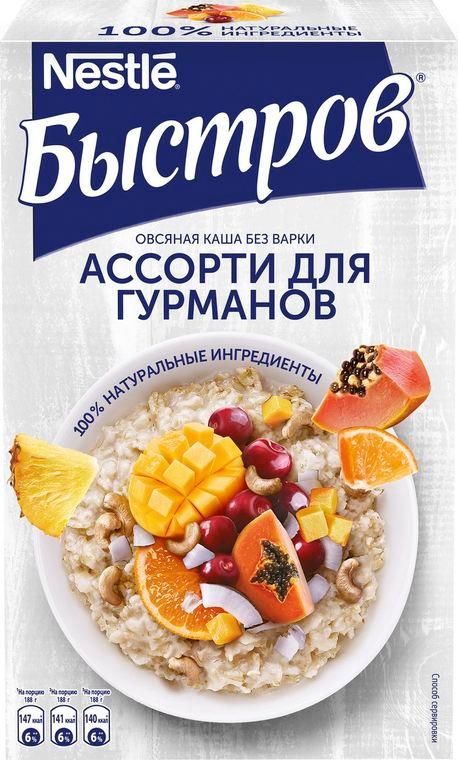 100% НАТУРАЛЬНЫЕ ИНГРЕДИЕНТЫ
Nestlé®
Быстров®
ОВСЯНАЯ КАША БЕЗ ВАРКИ
АССОРТИ ДЛЯ
ГУРМАНОВ
100% НАТУРАЛЬНЫЕ ИНГРЕДИЕНТЫ
*На порцию 188 г *На порцию 188 г *На порцию 188 г
147 ккал 141 ккал 140 ккал
6% 6% 6%
Способ сервировки